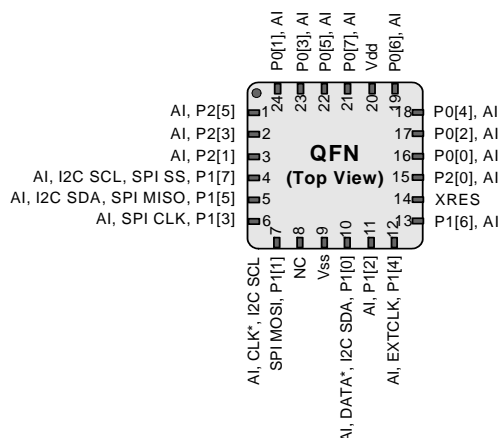 P0[1], AI
P0[3], AI
P0[5], AI
P0[7], AI
Vdd
P0[6], AI
24
23
22
21
20
19
AI, P2[5]
1
AI, P2[3]
2
AI, P2[1]
3
AI, I2C SCL, SPI SS, P1[7]
4
AI, I2C SDA, SPI MISO, P1[5]
5
AI, SPI CLK, P1[3]
6
QFN
(Top View)
18
P0[4], AI
17
P0[2], AI
16
P0[0], AI
15
P2[0], AI
14
XRES
13
P1[6], AI
7
8
9
10
11
12
AI, CLK*, I2C SCL
SPI MOSI, P1[1]
NC
Vss
AI, DATA*, I2C SDA, P1[0]
AI, P1[2]
AI, EXTCLK, P1[4]